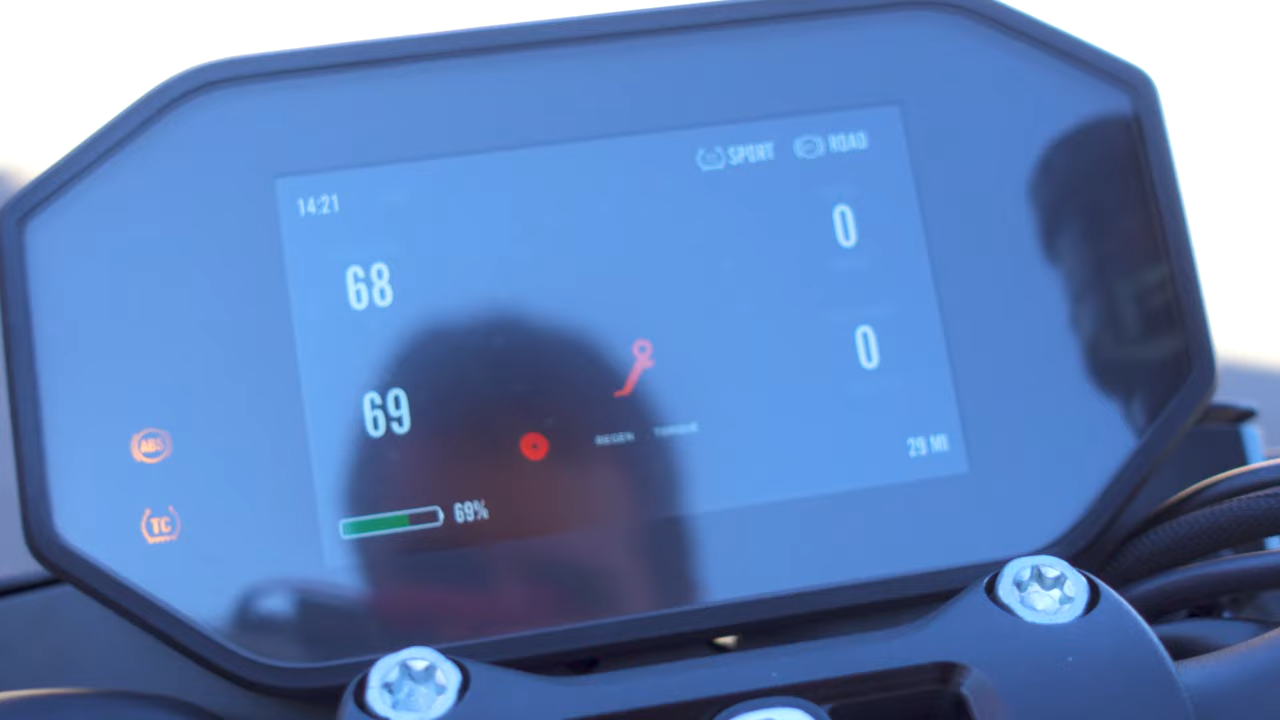 SPORT ROAD
14:21
0
68
0
69
ABS
REGEN TORQUE
29 MI
69%
TC